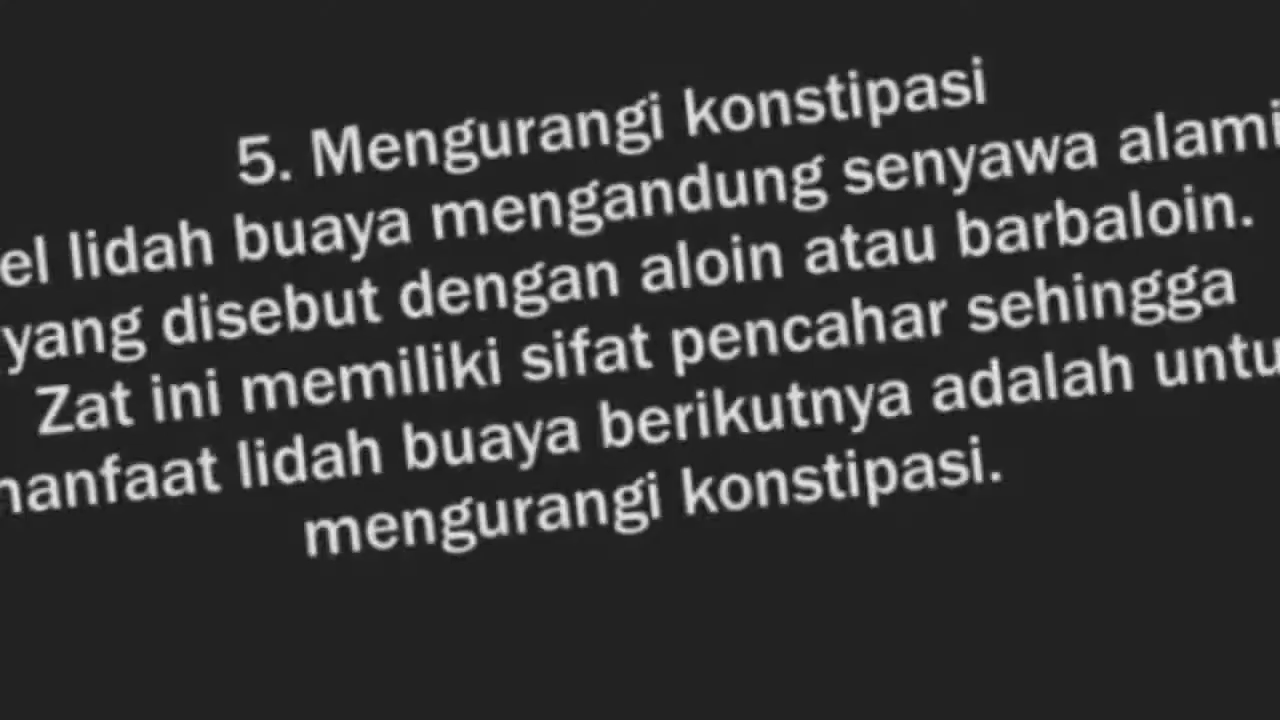 5. Mengurangi konstipasi
el lidah buaya mengandung senyawa alami
yang disebut dengan aloin atau barbaloin.
Zat ini memiliki sifat pencahar sehingga
manfaat lidah buaya berikutnya adalah untu
mengurangi konstipasi.